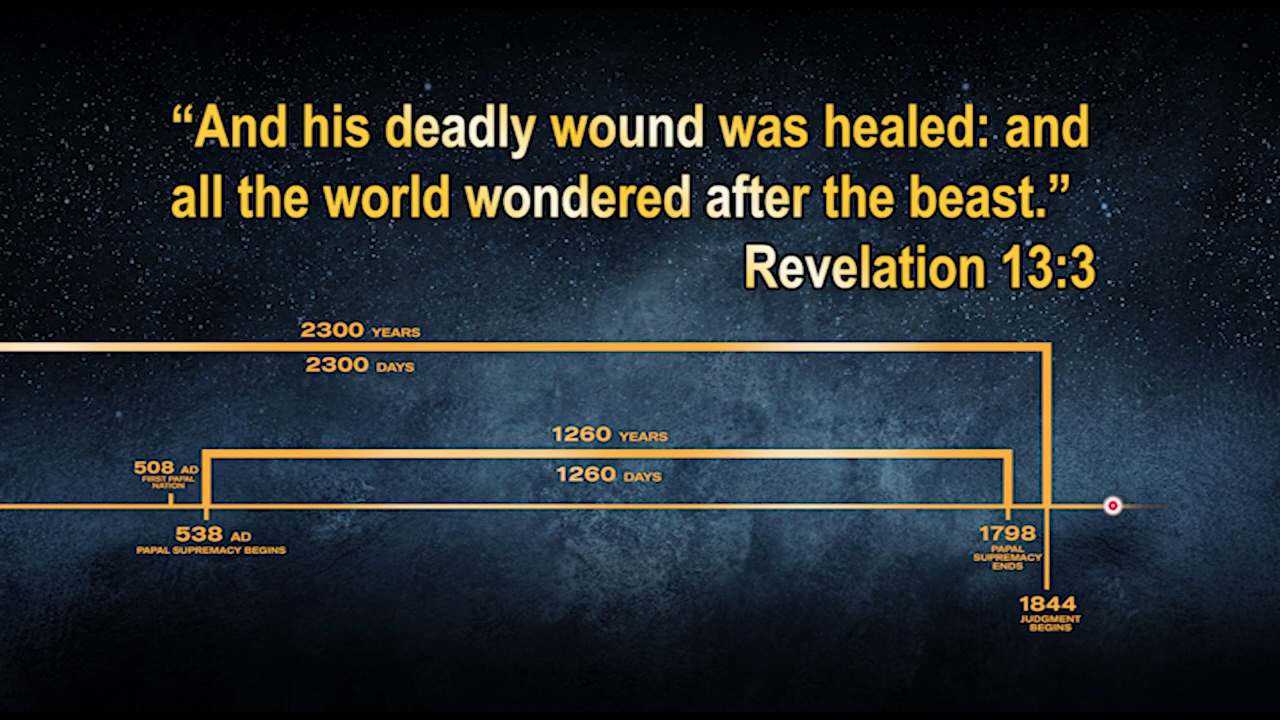 “And his deadly wound was healed: and
all the world wondered after the beast.”
Revelation 13:3
2300 YEARS
2300 DAYS
1260 YEARS
1260 DAYS
508 AD
FIRST PAPAL
NATION
538 AD
PAPAL SUPREMACY BEGINS
1798
PAPAL
SUPREMACY
ENDS
1844
JUDGMENT
BEGINS